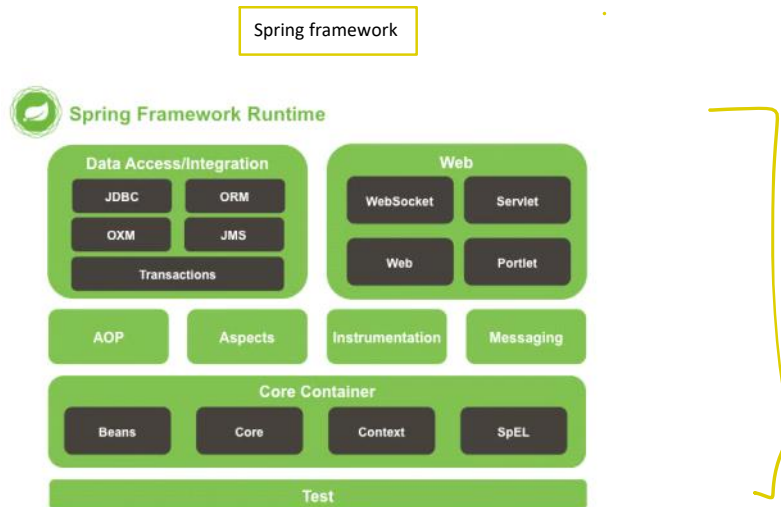 Spring framework
Spring Framework Runtime
Data Access/Integration
JDBC
ORM
OXM
JMS
Transactions
Web
WebSocket
Servlet
Web
Portlet
AOP
Aspects
Instrumentation
Messaging
Core Container
Beans
Core
Context
SpEL
Test